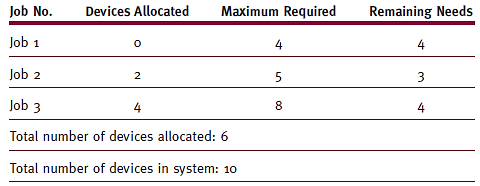 Job No. Devices Allocated Maximum Required Remaining Needs
Job 1 0 4 4
Job 2 2 5 3
Job 3 4 8 4
Total number of devices allocated: 6
Total number of devices in system: 10